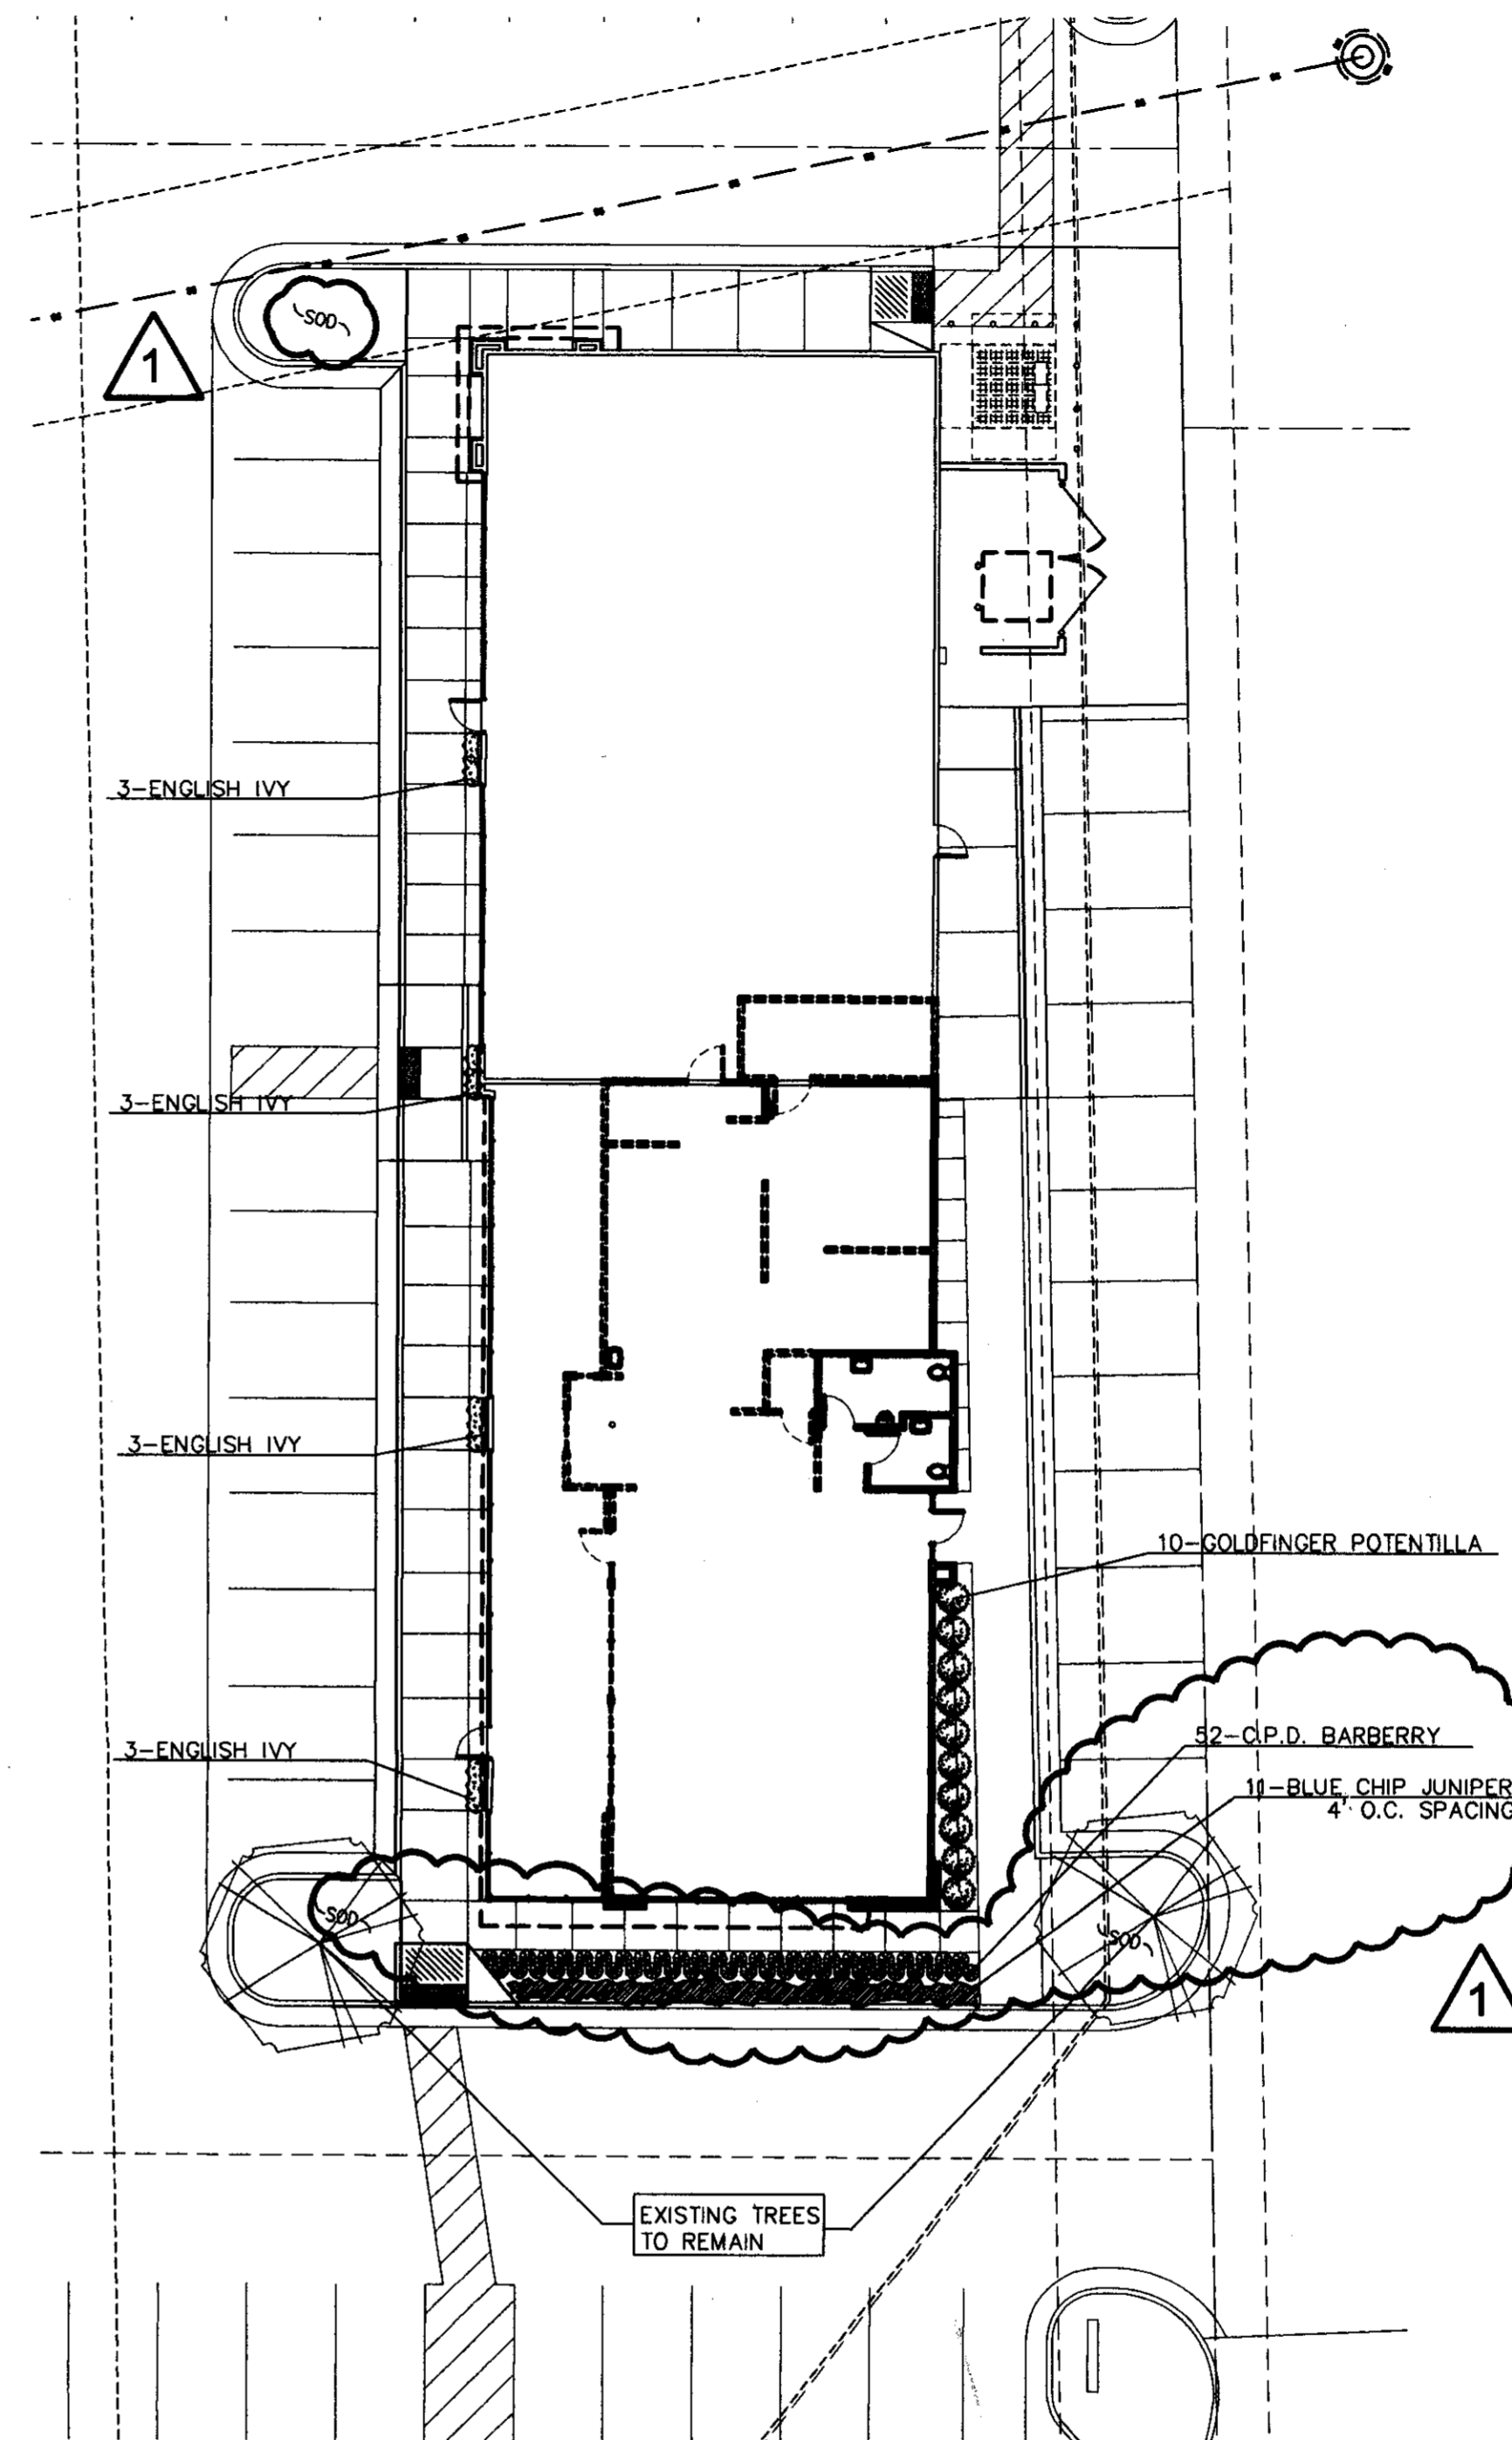 SOD
1
3-ENGLISH IVY
3-ENGLISH IVY
3-ENGLISH IVY
10-GOLDFINGER POTENTILLA
52-C.P.D. BARBERRY
3-ENGLISH IVY
11-BLUE CHIP JUNIPER
4' O.C. SPACING
SOD
SOD
1
EXISTING TREES
TO REMAIN